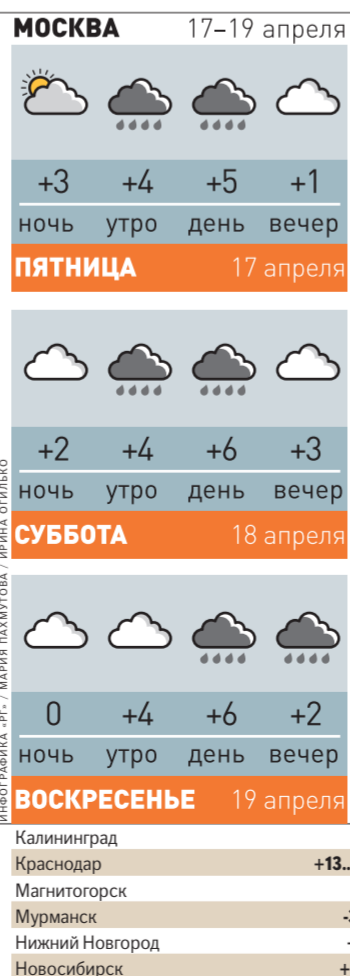 МОСКВА 17–19 апреля
+3 +4 +5 +1
ночь утро день вечер
ПЯТНИЦА 17 апреля
+2 +4 +6 +3
ночь утро день вечер
СУББОТА 18 апреля
0 +4 +6 +2
ночь утро день вечер
ВОСКРЕСЕНЬЕ 19 апреля
ИНФОГРАФИКА «РГ» / МАРИЯ ПАХМУТОВА / ИРИНА ОГИЛЬКО
Калининград
Краснодар +13..
Магнитогорск
Мурманск
Нижний Новгород
Новосибирск